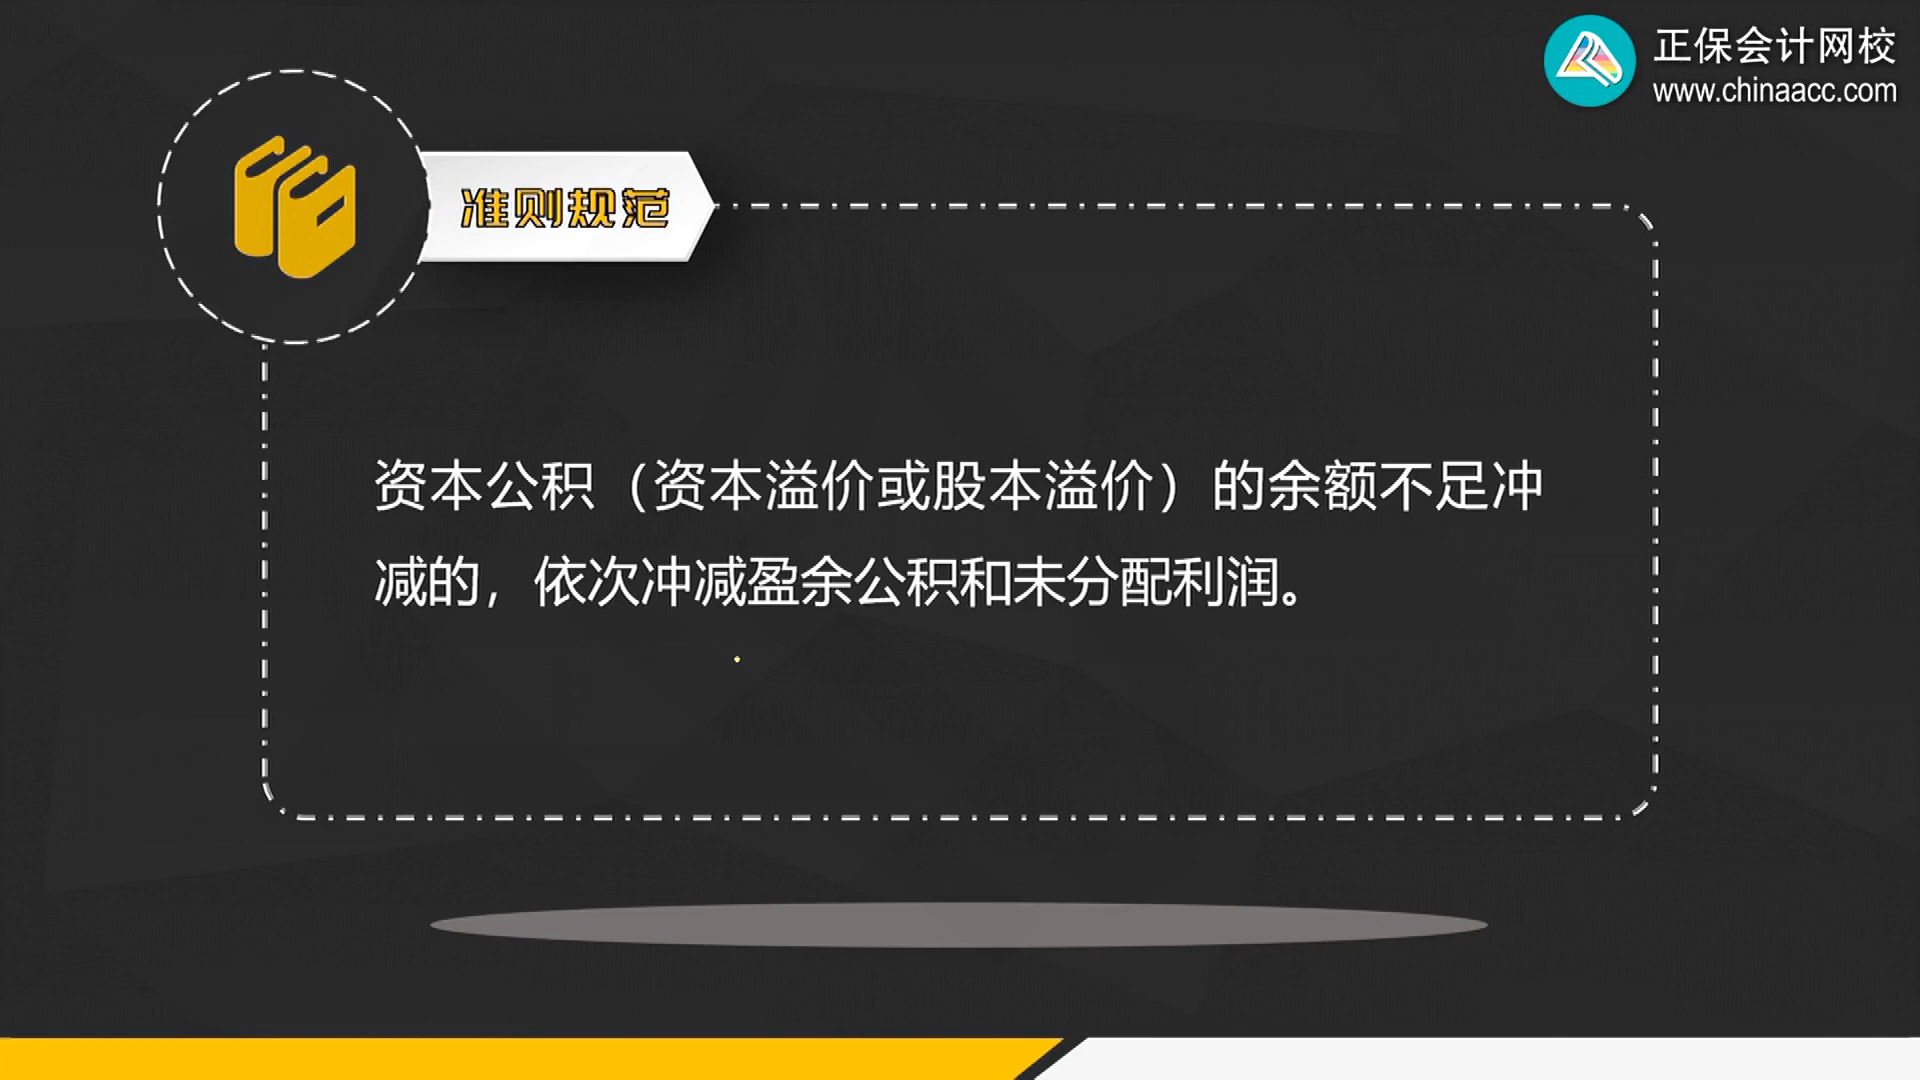 正保会计网校
www.chinaacc.com
准则规范
资本公积（资本溢价或股本溢价）的余额不足冲
减的，依次冲减盈余公积和未分配利润。